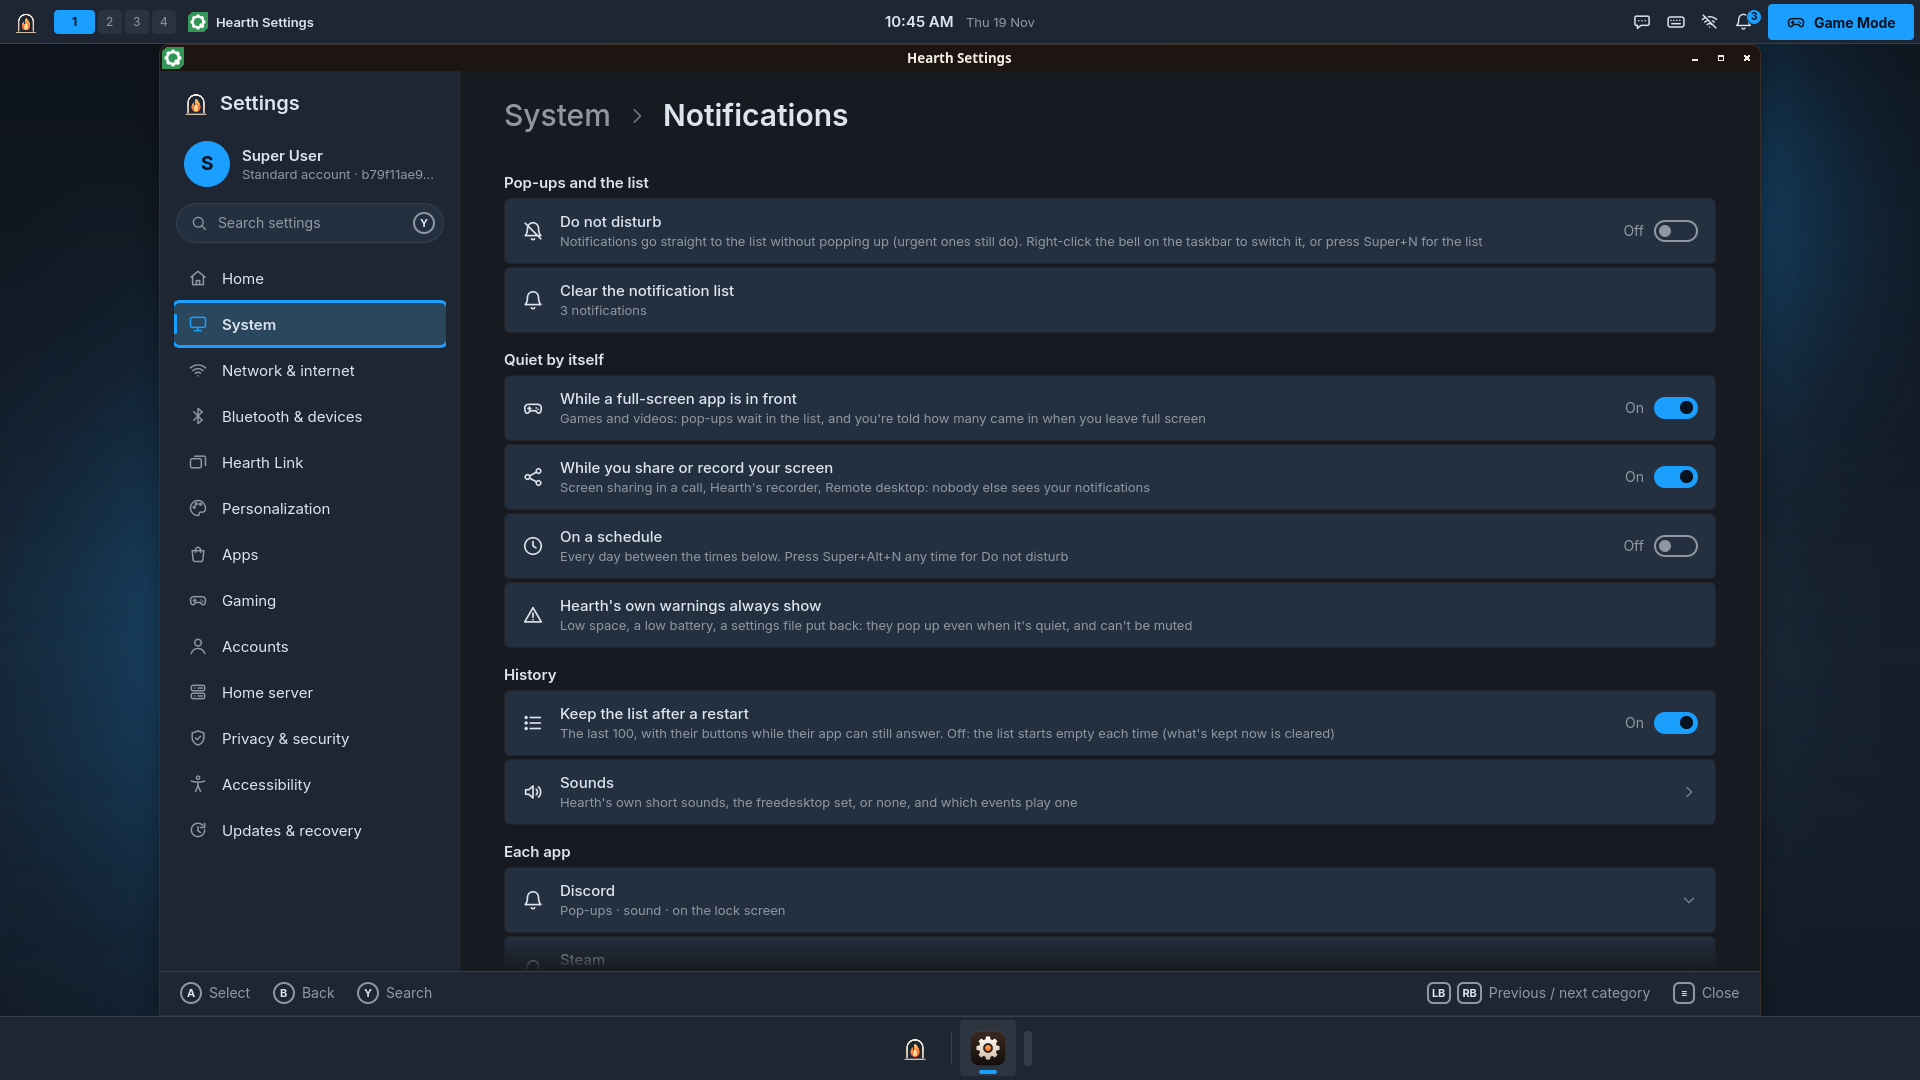 1 2 3 4 Hearth Settings
10:45 AM Thu 19 Nov
3
Game Mode
Hearth Settings
Settings
S
Super User
Standard account · b79f11ae9...
Search settings Y
Home
System
Network & internet
Bluetooth & devices
Hearth Link
Personalization
Apps
Gaming
Accounts
Home server
Privacy & security
Accessibility
Updates & recovery
System > Notifications
Pop-ups and the list
Do not disturb
Notifications go straight to the list without popping up (urgent ones still do). Right-click the bell on the taskbar to switch it, or press Super+N for the list
Off
Clear the notification list
3 notifications
Quiet by itself
While a full-screen app is in front
Games and videos: pop-ups wait in the list, and you're told how many came in when you leave full screen
On
While you share or record your screen
Screen sharing in a call, Hearth's recorder, Remote desktop: nobody else sees your notifications
On
On a schedule
Every day between the times below. Press Super+Alt+N any time for Do not disturb
Off
Hearth's own warnings always show
Low space, a low battery, a settings file put back: they pop up even when it's quiet, and can't be muted
History
Keep the list after a restart
The last 100, with their buttons while their app can still answer. Off: the list starts empty each time (what's kept now is cleared)
On
Sounds
Hearth's own short sounds, the freedesktop set, or none, and which events play one
Each app
Discord
Pop-ups · sound · on the lock screen
Steam
A Select B Back Y Search
LB RB Previous / next category Close